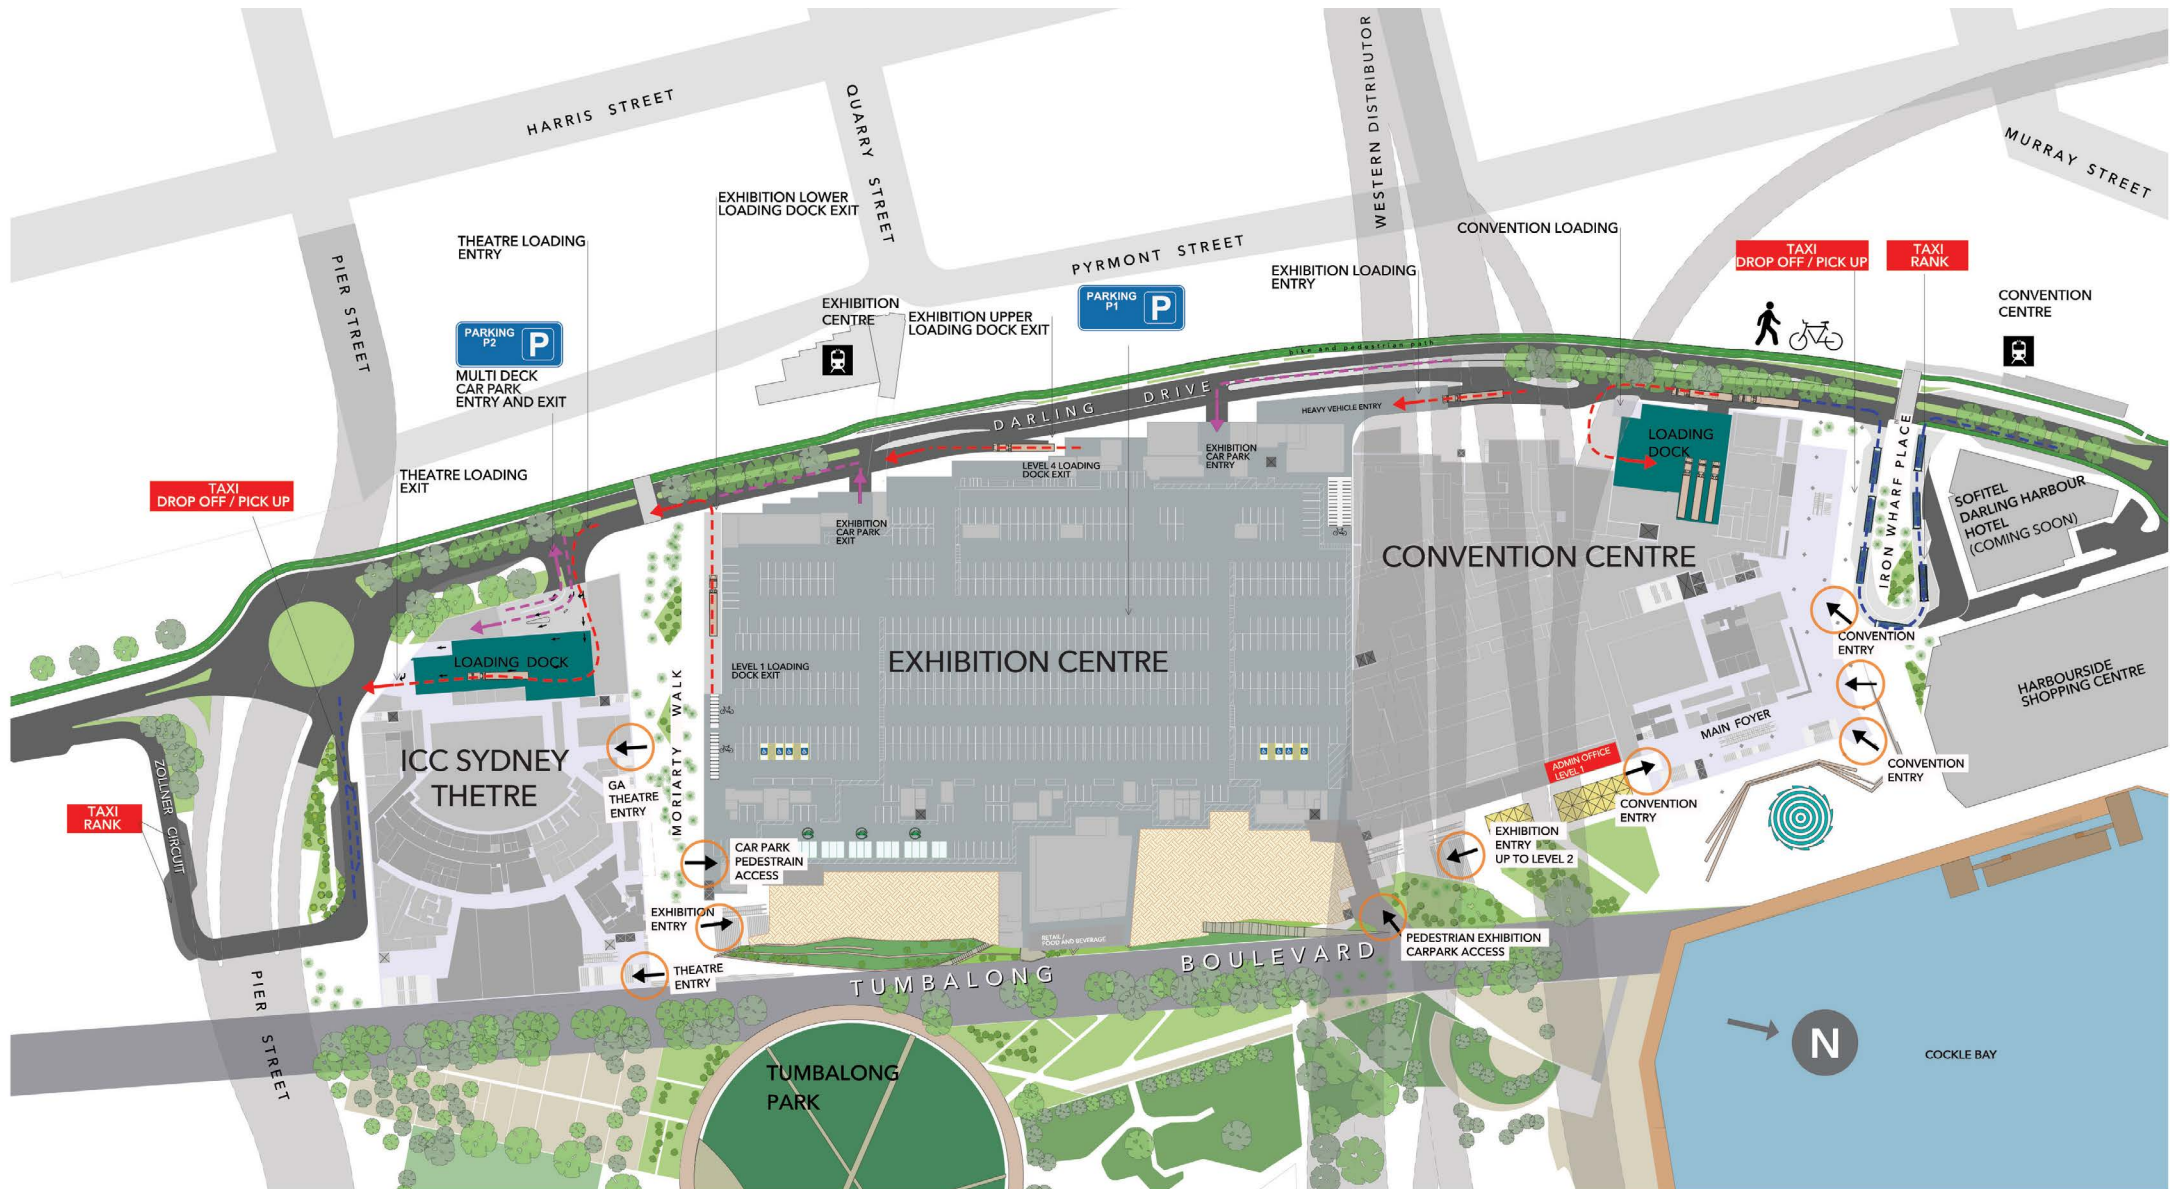 HARRIS STREET
QUARRY STREET
WESTERN DISTRIBUTOR
MURRAY STREET
PIER STREET
PYRMONT STREET
EXHIBITION LOWER
LOADING DOCK EXIT
THEATRE LOADING
ENTRY
CONVENTION LOADING
TAXI
DROP OFF / PICK UP
TAXI
RANK
EXHIBITION LOADING
ENTRY
CONVENTION
CENTRE
PARKING
P1
P
EXHIBITION
CENTRE
EXHIBITION UPPER
LOADING DOCK EXIT
PARKING
P2
P
MULTI DECK
CAR PARK
ENTRY AND EXIT
bike and pedestrian path
DARLING DRIVE
HEAVY VEHICLE ENTRY
EXHIBITION
CAR PARK
ENTRY
LEVEL 4 LOADING
DOCK EXIT
LOADING
DOCK
IRON WHARF PLACE
SOFITEL
DARLING HARBOUR
HOTEL
(COMING SOON)
THEATRE LOADING
EXIT
TAXI
DROP OFF / PICK UP
EXHIBITION
CAR PARK
EXIT
CONVENTION CENTRE
EXHIBITION CENTRE
LOADING DOCK
LEVEL 1 LOADING
DOCK EXIT
MORIARTY WALK
CONVENTION
ENTRY
HARBOURSIDE
SHOPPING CENTRE
MAIN FOYER
ICC SYDNEY
THETRE
GA
THEATRE
ENTRY
ZOLLNER CIRCUIT
TAXI
RANK
ADMIN OFFICE
LEVEL 1
CONVENTION
ENTRY
CONVENTION
ENTRY
EXHIBITION
ENTRY
UP TO LEVEL 2
CAR PARK
PEDESTRAIN
ACCESS
EXHIBITION
ENTRY
RETAIL /
FOOD AND BEVERAGE
PEDESTRIAN EXHIBITION
CARPARK ACCESS
THEATRE
ENTRY
TUMBALONG BOULEVARD
PIER STREET
TUMBALONG
PARK
N
COCKLE BAY